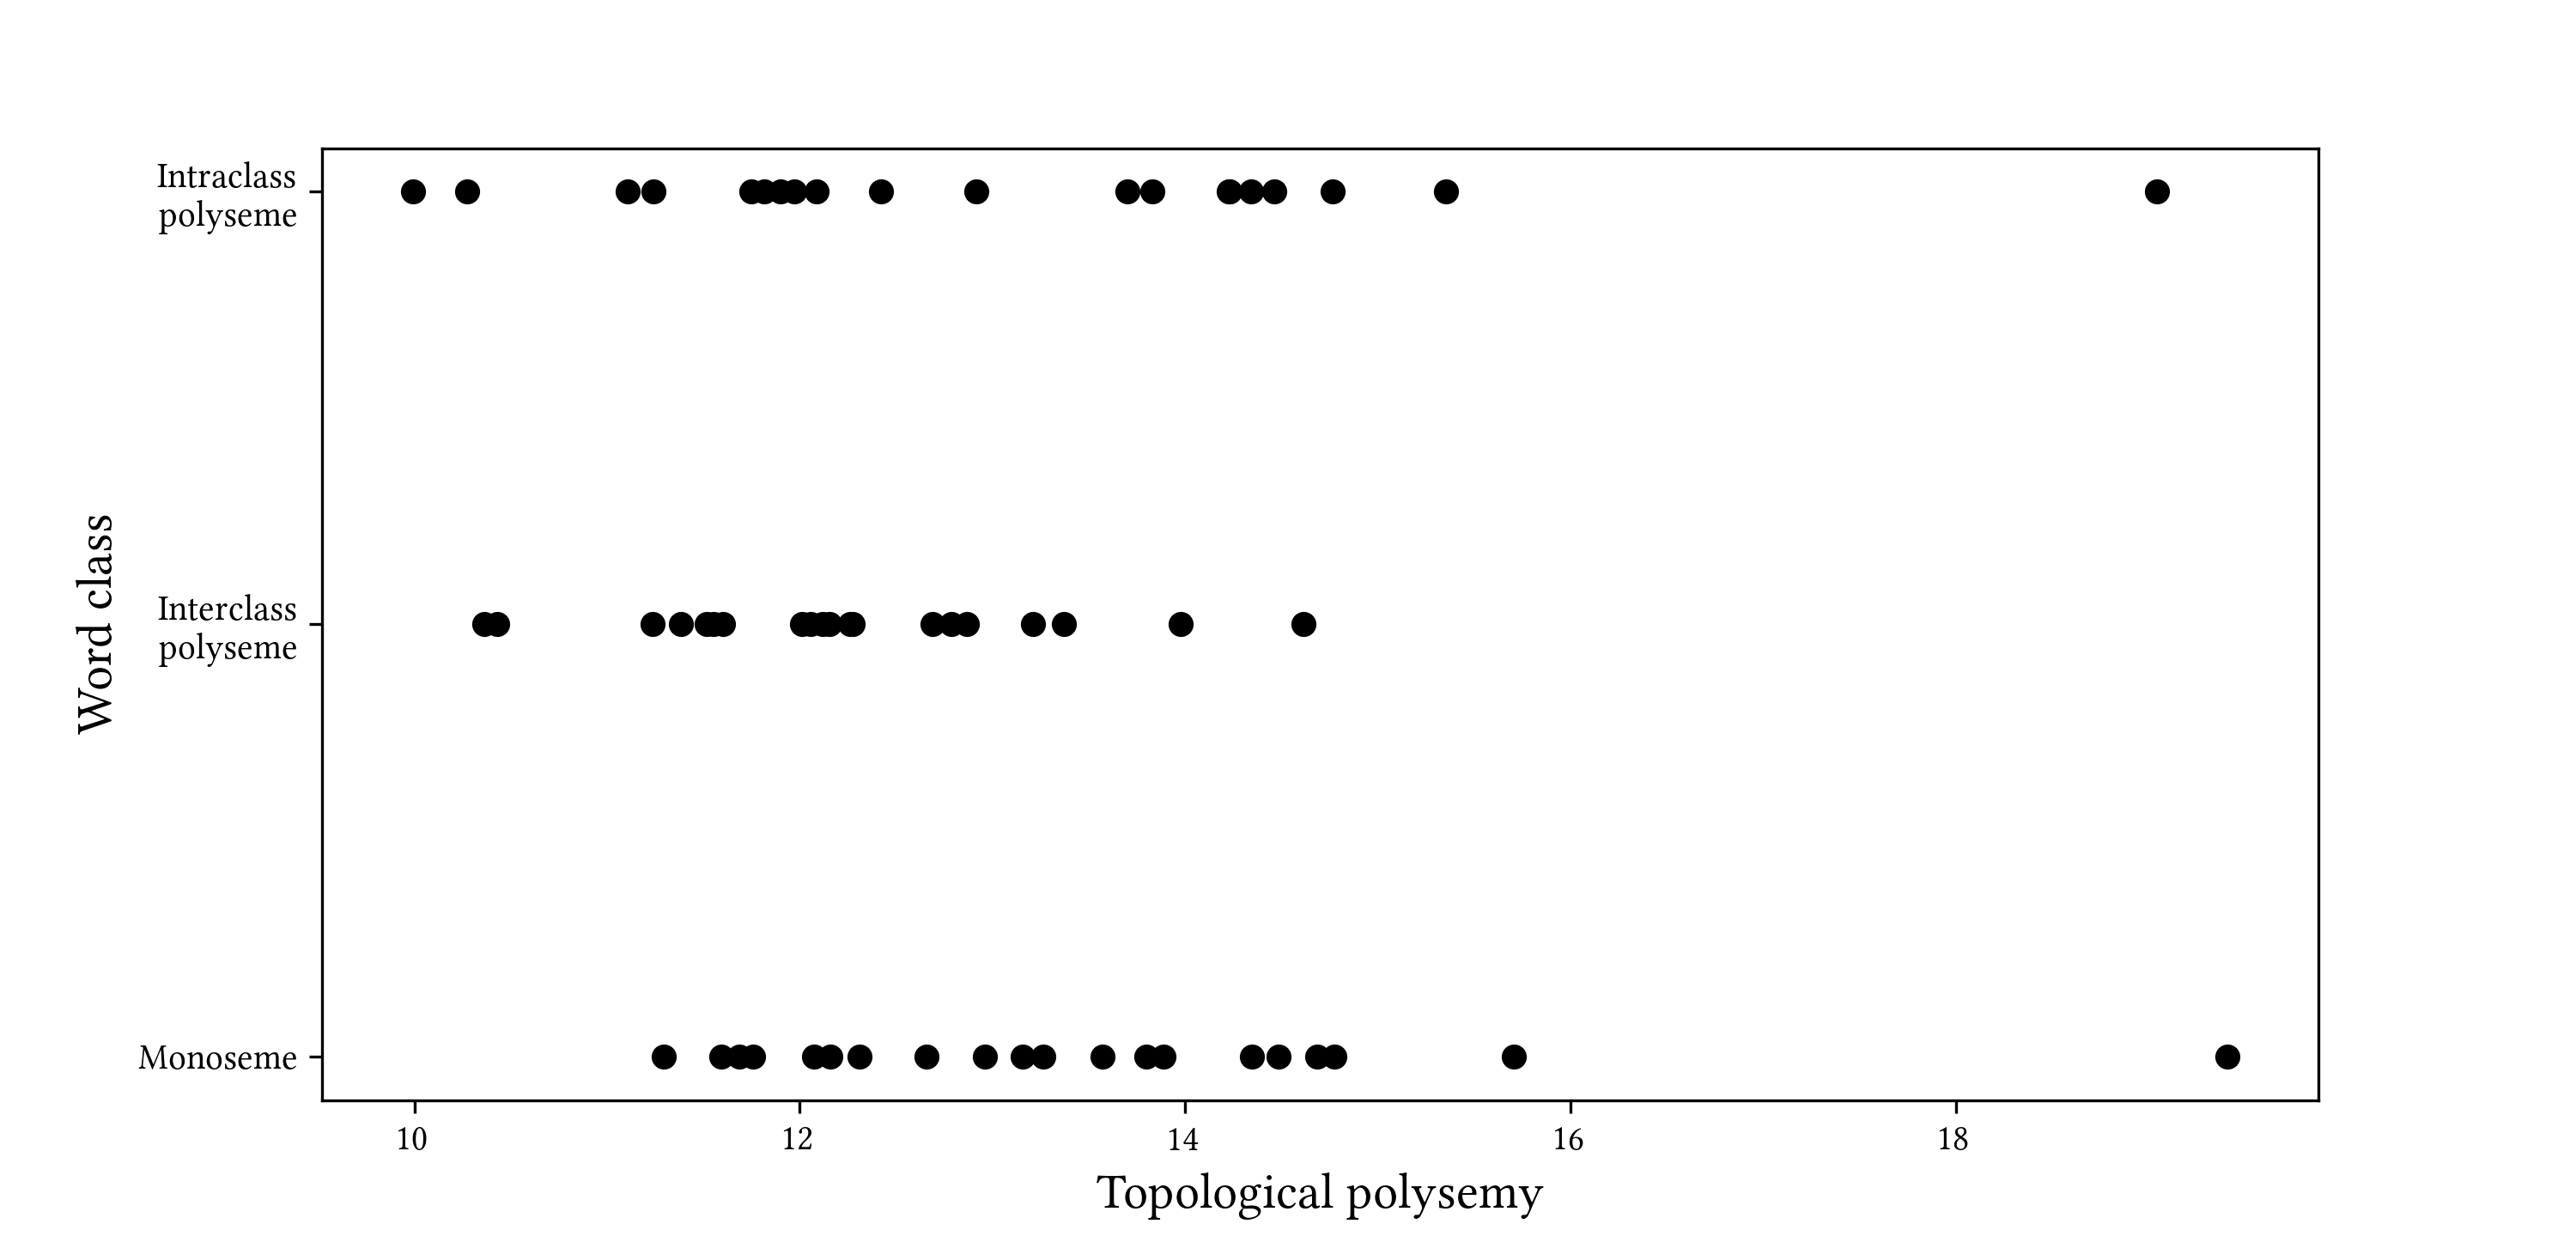 Intraclass
polyseme
Word class
Interclass
polyseme
Monoseme
10
12
14
16
18
Topological polysemy